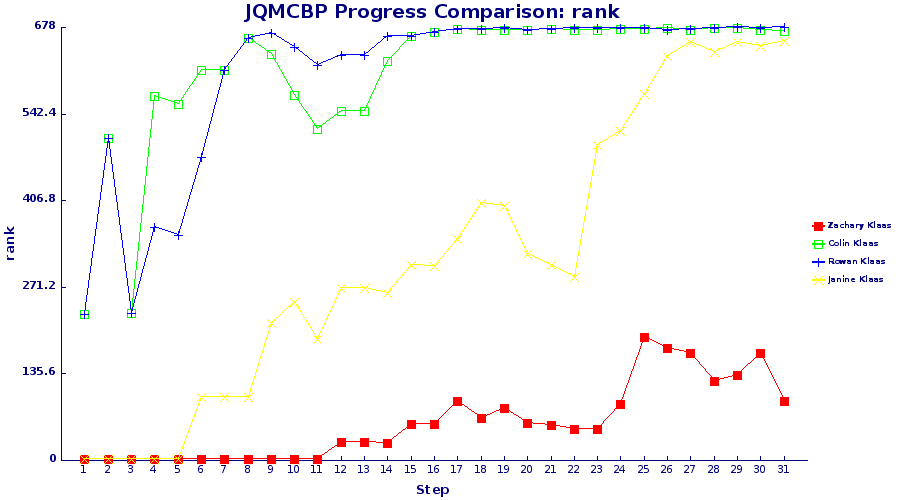 JQMCBP Progress Comparison: rank
678
542.4
406.8
271.2
135.6
0
rank
1 2 3 4 5 6 7 8 9 10 11 12 13 14 15 16 17 18 19 20 21 22 23 24 25 26 27 28 29 30 31
Step
Zachary Klaas
Colin Klaas
Rowan Klaas
Janine Klaas